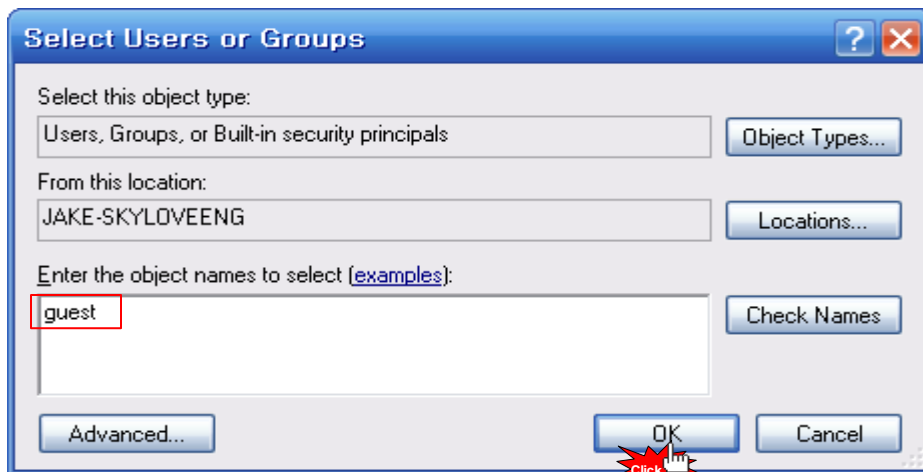 Select Users or Groups
Select this object type:
Users, Groups, or Built-in security principals
Object Types...
From this location:
JAKE-SKYLOVEENG
Locations...
Enter the object names to select (examples):
guest
Check Names
Advanced...
OK
Cancel
Click